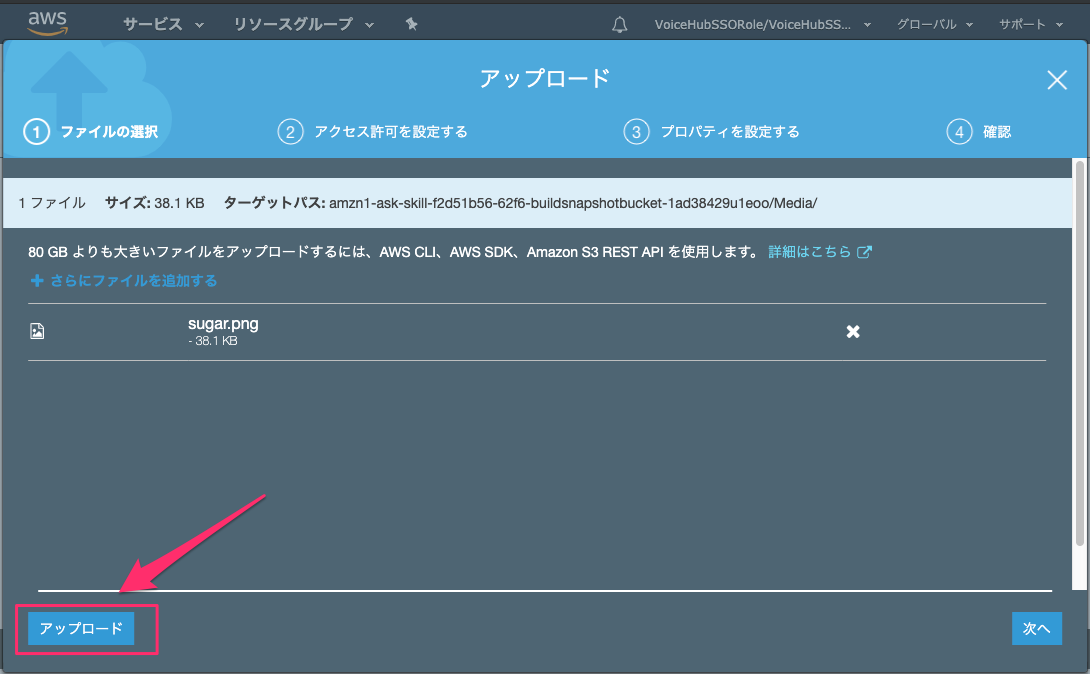 aws サービス リソースグループ VoiceHubSSORole/VoiceHubSS... グローバル サポート
アップロード
1 ファイルの選択 2 アクセス許可を設定する 3 プロパティを設定する 4 確認
1 ファイル サイズ: 38.1 KB ターゲットパス: amzn1-ask-skill-f2d51b56-62f6-buildsnapshotbucket-1ad38429u1eoo/Media/
80 GB よりも大きいファイルをアップロードするには、AWS CLI、AWS SDK、Amazon S3 REST API を使用します。 詳細はこちら
+ さらにファイルを追加する
sugar.png
- 38.1 KB
アップロード 次へ